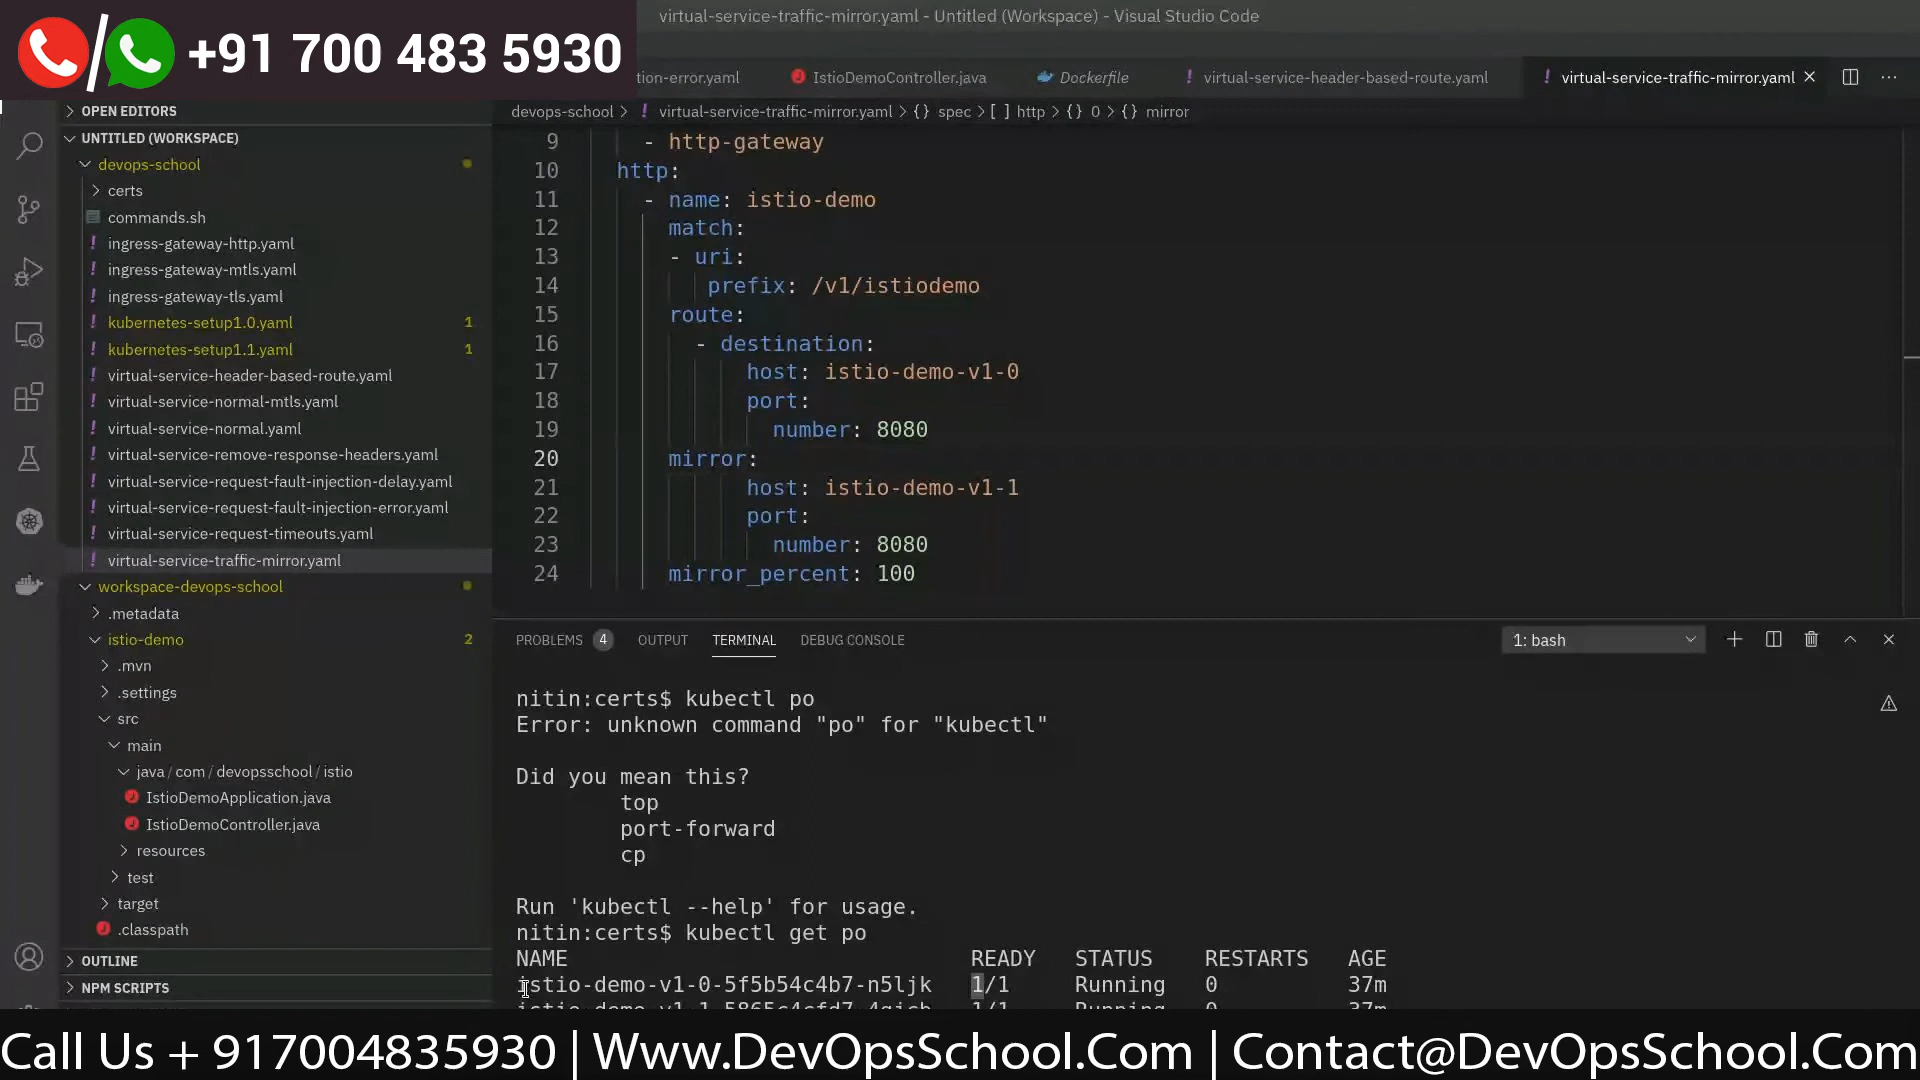 virtual-service-traffic-mirror.yaml - Untitled (Workspace) - Visual Studio Code
+91 700 483 5930
tion-error.yaml
IstioDemoController.java
Dockerfile
! virtual-service-header-based-route.yaml
! virtual-service-traffic-mirror.yaml
OPEN EDITORS
UNTITLED (WORKSPACE)
devops-school
certs
commands.sh
! ingress-gateway-http.yaml
! ingress-gateway-mtls.yaml
! ingress-gateway-tls.yaml
! kubernetes-setup1.0.yaml 1
! kubernetes-setup1.1.yaml 1
! virtual-service-header-based-route.yaml
! virtual-service-normal-mtls.yaml
! virtual-service-normal.yaml
! virtual-service-remove-response-headers.yaml
! virtual-service-request-fault-injection-delay.yaml
! virtual-service-request-fault-injection-error.yaml
! virtual-service-request-timeouts.yaml
! virtual-service-traffic-mirror.yaml
workspace-devops-school
.metadata
istio-demo 2
.mvn
.settings
src
main
java / com / devopsschool / istio
IstioDemoApplication.java
IstioDemoController.java
resources
test
target
.classpath
OUTLINE
NPM SCRIPTS
devops-school > ! virtual-service-traffic-mirror.yaml > {} spec > [ ] http > {} 0 > {} mirror
9 - http-gateway
10 http:
11 - name: istio-demo
12 match:
13 - uri:
14 prefix: /v1/istiodemo
15 route:
16 - destination:
17 host: istio-demo-v1-0
18 port:
19 number: 8080
20 mirror:
21 host: istio-demo-v1-1
22 port:
23 number: 8080
24 mirror_percent: 100
PROBLEMS 4 OUTPUT TERMINAL DEBUG CONSOLE 1: bash
nitin:certs$ kubectl po
Error: unknown command "po" for "kubectl"
Did you mean this?
top
port-forward
cp
Run 'kubectl --help' for usage.
nitin:certs$ kubectl get po
NAME READY STATUS RESTARTS AGE
istio-demo-v1-0-5f5b54c4b7-n5ljk 1/1 Running 0 37m
Call Us + 917004835930 | Www.DevOpsSchool.Com | Contact@DevOpsSchool.Com